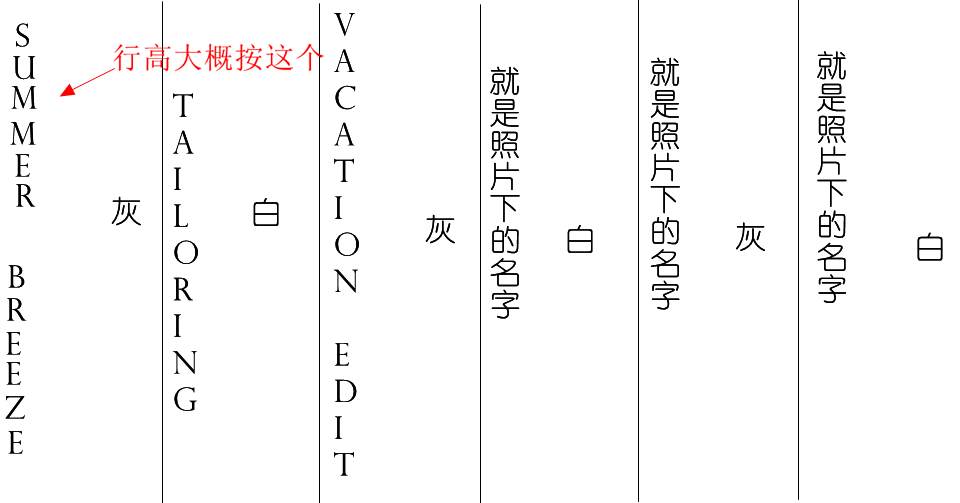 SUMMER BREEZE
行高大概按这个
灰
TAILORING
白
VACATION EDIT
灰
就是照片下的名字
白
就是照片下的名字
灰
就是照片下的名字
白